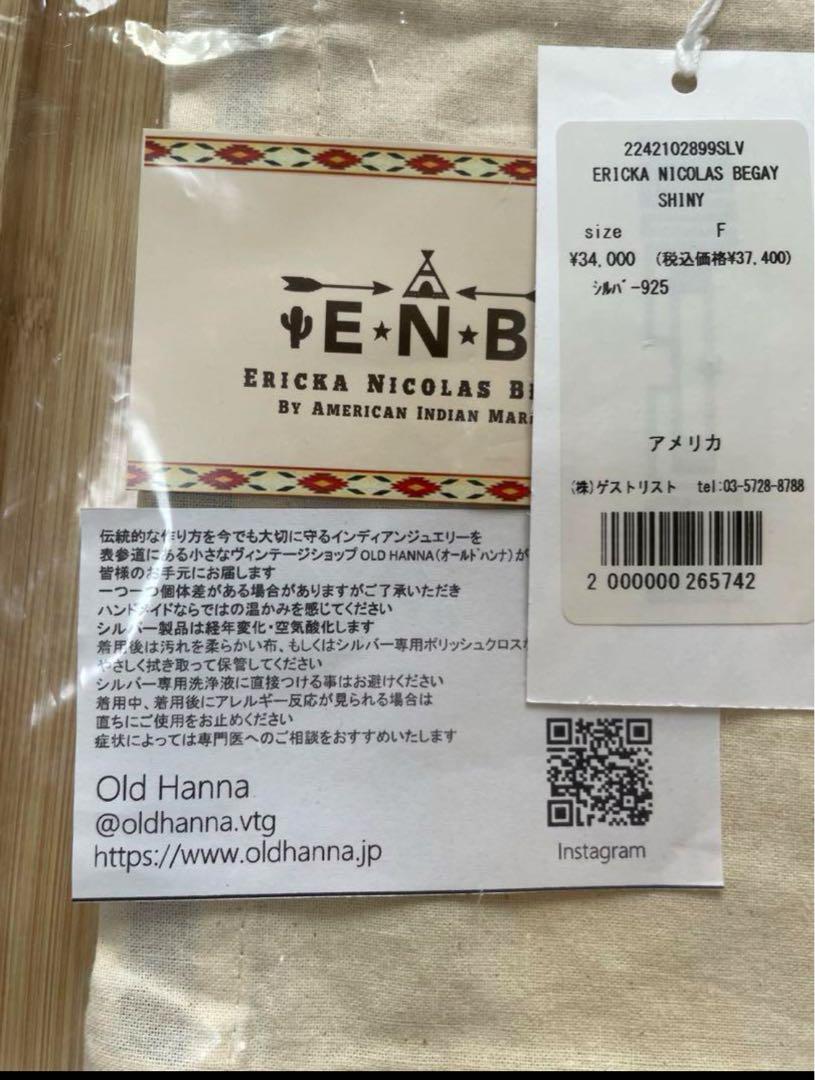 E★N★B
ERICKA NICOLAS
BY AMERICAN INDIAN
2242102899SLV
ERICKA NICOLAS BEGAY
SHINY
size F
¥34,000 (税込価格¥37,400)
ｼﾙﾊﾞｰ925
アメリカ
(株)ゲストリスト tel:03-5728-8788
2 000000 265742
伝統的な作り方を今でも大切に守るインディアンジュエリーを
表参道にある小さなヴィンテージショップ OLD HANNA(ｵｰﾙﾄﾞﾊﾝﾅ)が
皆様のお手元にお届します
一つ一つ個体差がある場合がありますがご了承いただき
ハンドメイドならではの温かみを感じてください
シルバー製品は経年変化・空気酸化します
着用後は汚れを柔らかい布、もしくはシルバー専用ポリッシュクロス
やさしく拭き取って保管してください
シルバー専用洗浄液に直接つける事はお避けください
着用中、着用後にアレルギー反応が見られる場合は
直ちにご使用をお止めください
症状によっては専門医へのご相談をおすすめいたします
Old Hanna
@oldhanna.vtg
https://www.oldhanna.jp
Instagram